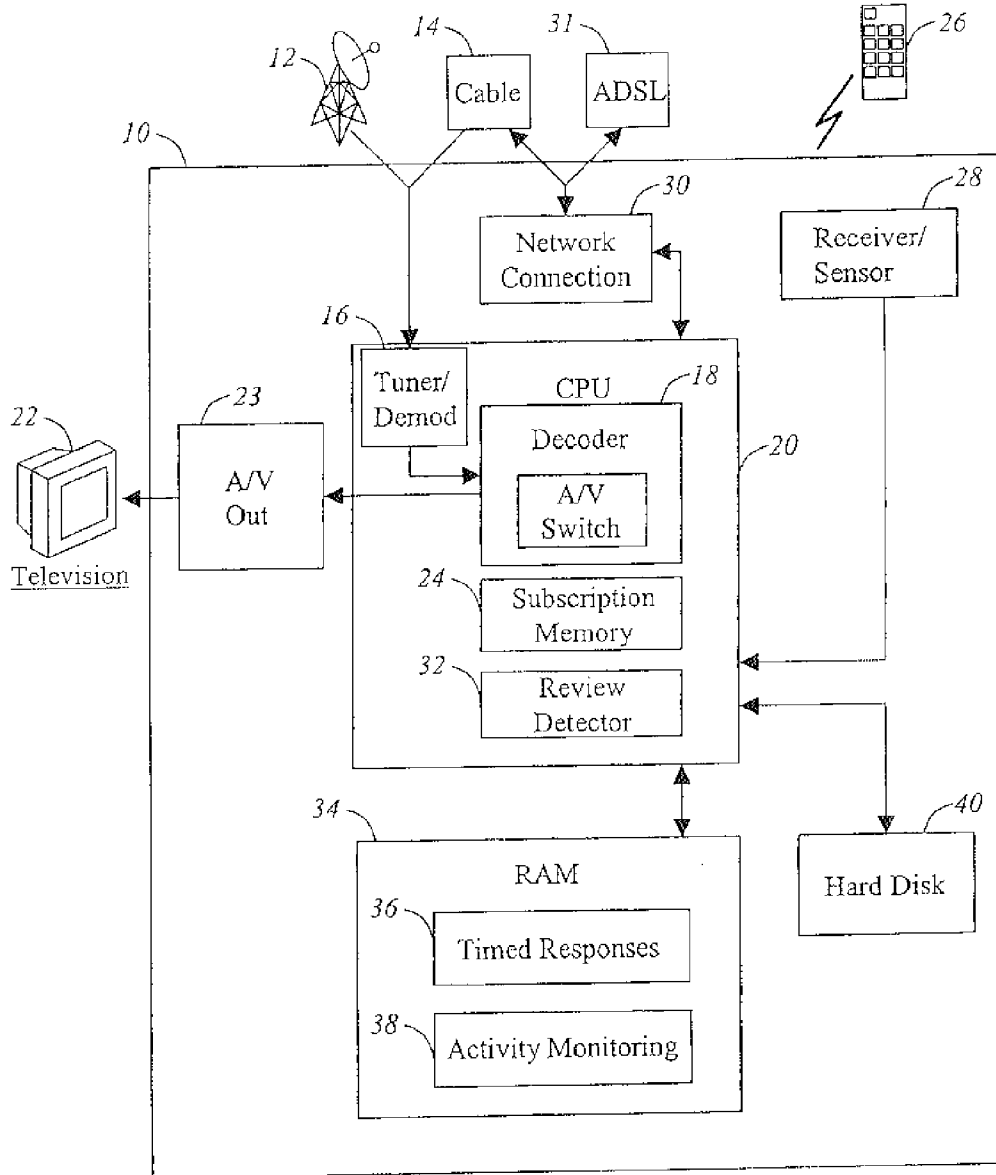 12
14
Cable
31
ADSL
26
10
30
Network
Connection
28
Receiver/
Sensor
16
Tuner/
Demod
CPU
18
Decoder
A/V
Switch
20
22
Television
23
A/V
Out
24
Subscription
Memory
32
Review
Detector
34
RAM
36
Timed Responses
38
Activity Monitoring
40
Hard Disk